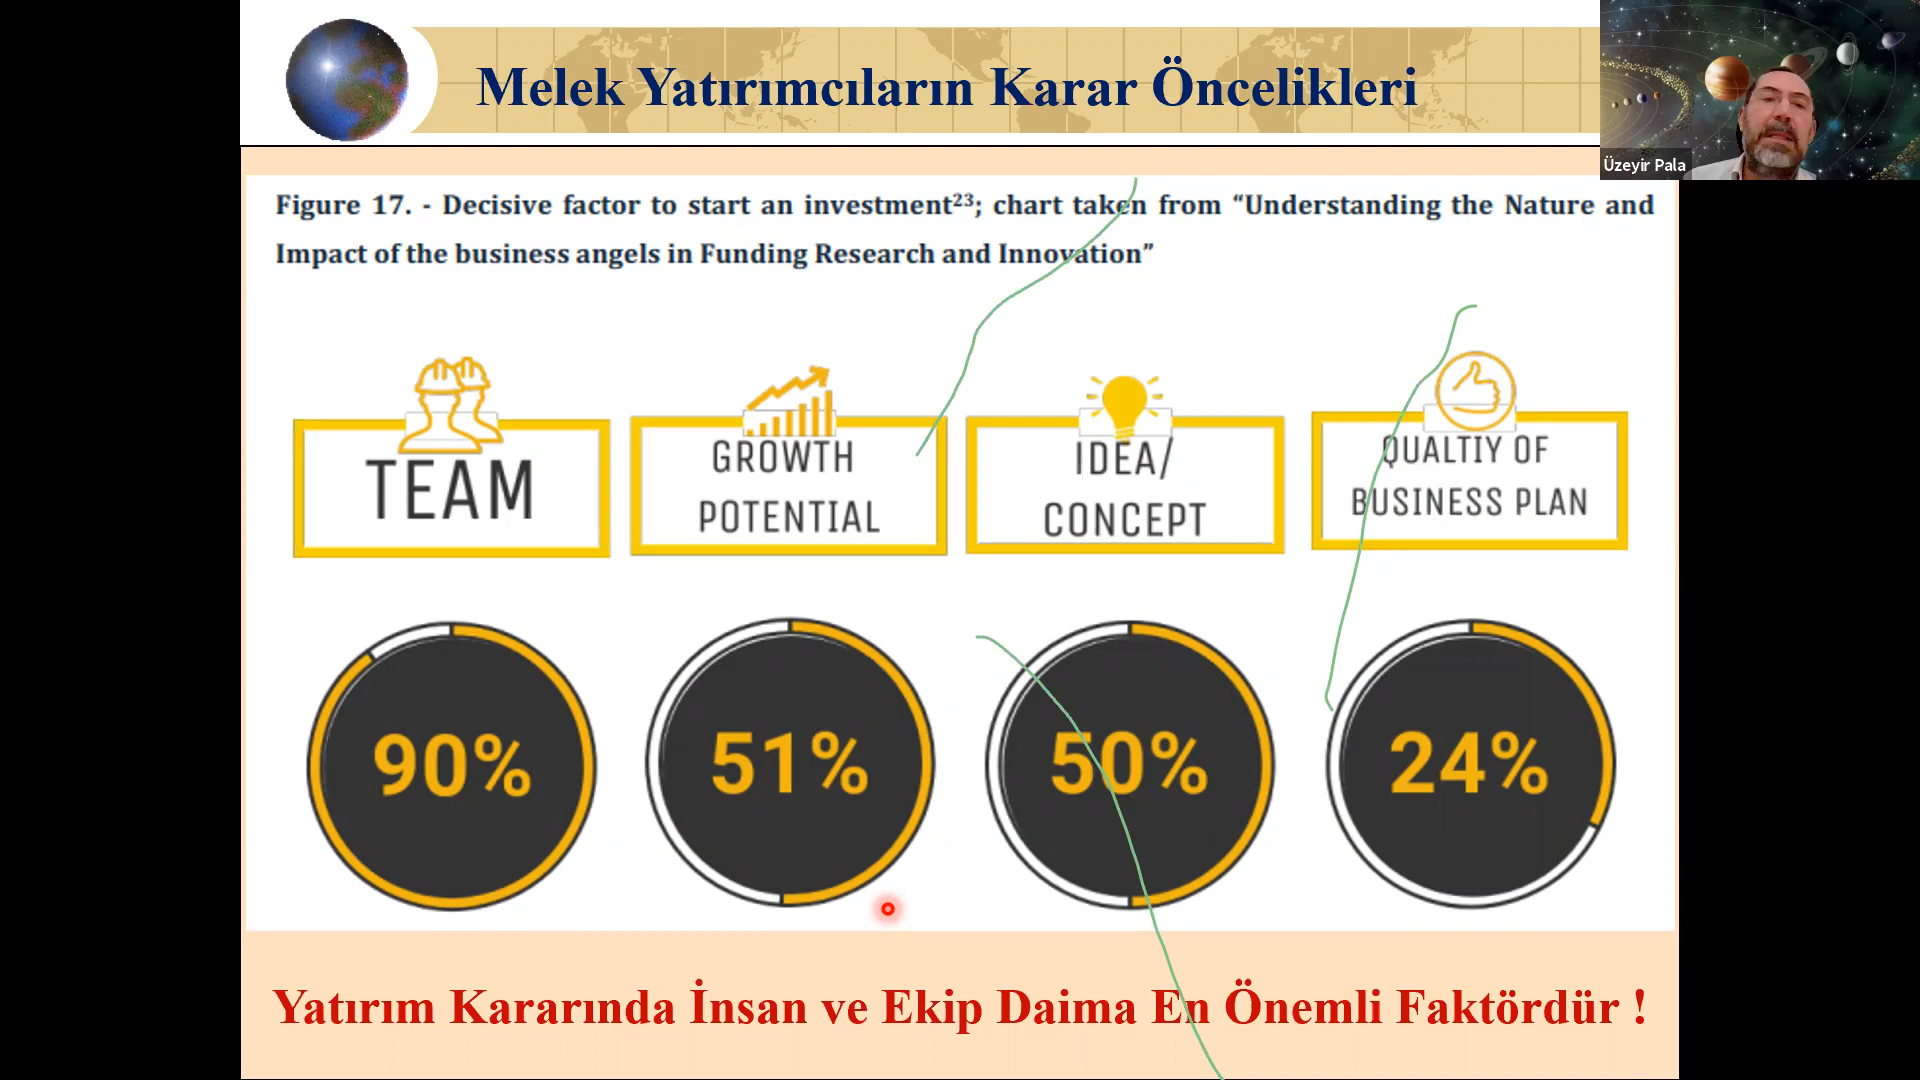 Melek Yatırımcıların Karar Öncelikleri
Üzeyir Pala
Figure 17. - Decisive factor to start an investment²³; chart taken from “Understanding the Nature and
Impact of the business angels in Funding Research and Innovation”
TEAM
GROWTH
POTENTIAL
IDEA/
CONCEPT
QUALTIY OF
BUSINESS PLAN
90%
51%
50%
24%
Yatırım Kararında İnsan ve Ekip Daima En Önemli Faktördür !